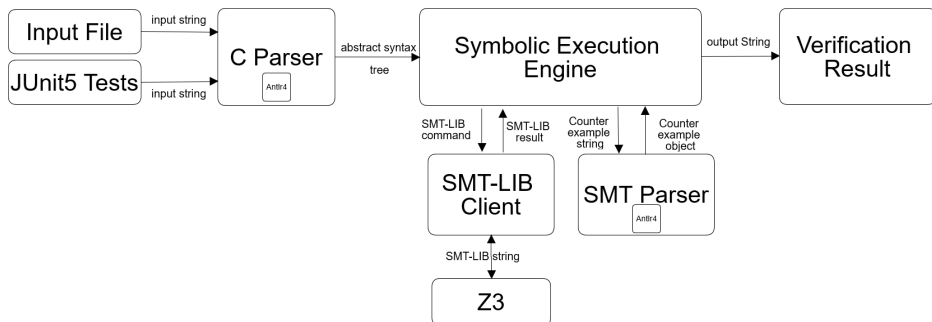 Input File
input string
JUnit5 Tests
input string
C Parser
Antlr4
abstract syntax
tree
Symbolic Execution
Engine
output String
Verification
Result
SMT-LIB
command
SMT-LIB
result
Counter
example
string
Counter
example
object
SMT-LIB
Client
SMT Parser
Antlr4
SMT-LIB string
Z3